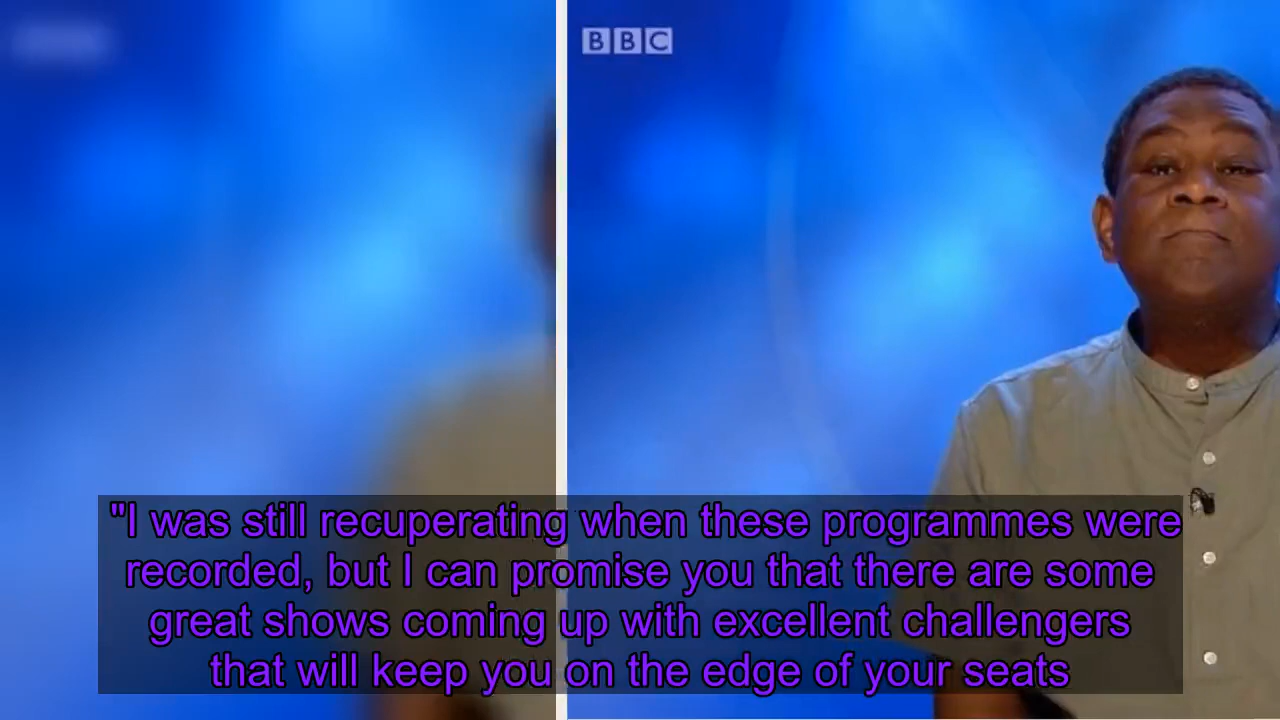 BBC
"I was still recuperating when these programmes were
recorded, but I can promise you that there are some
great shows coming up with excellent challengers
that will keep you on the edge of your seats